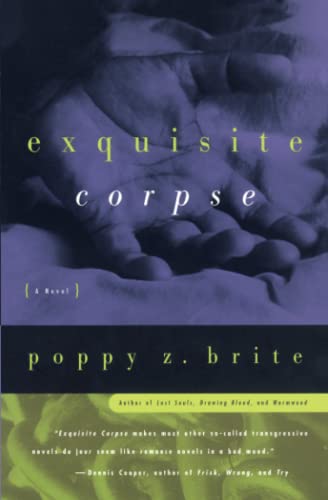 exquisite
corpse
{ A Novel }
poppy z. brite
Author of Lost Souls, Drawing Blood, and Wormwood
"Exquisite Corpse makes most other so-called transgressive
novels du jour seem like romance novels in a bad mood."
—Dennis Cooper, author of Frisk, Wrong, and Try